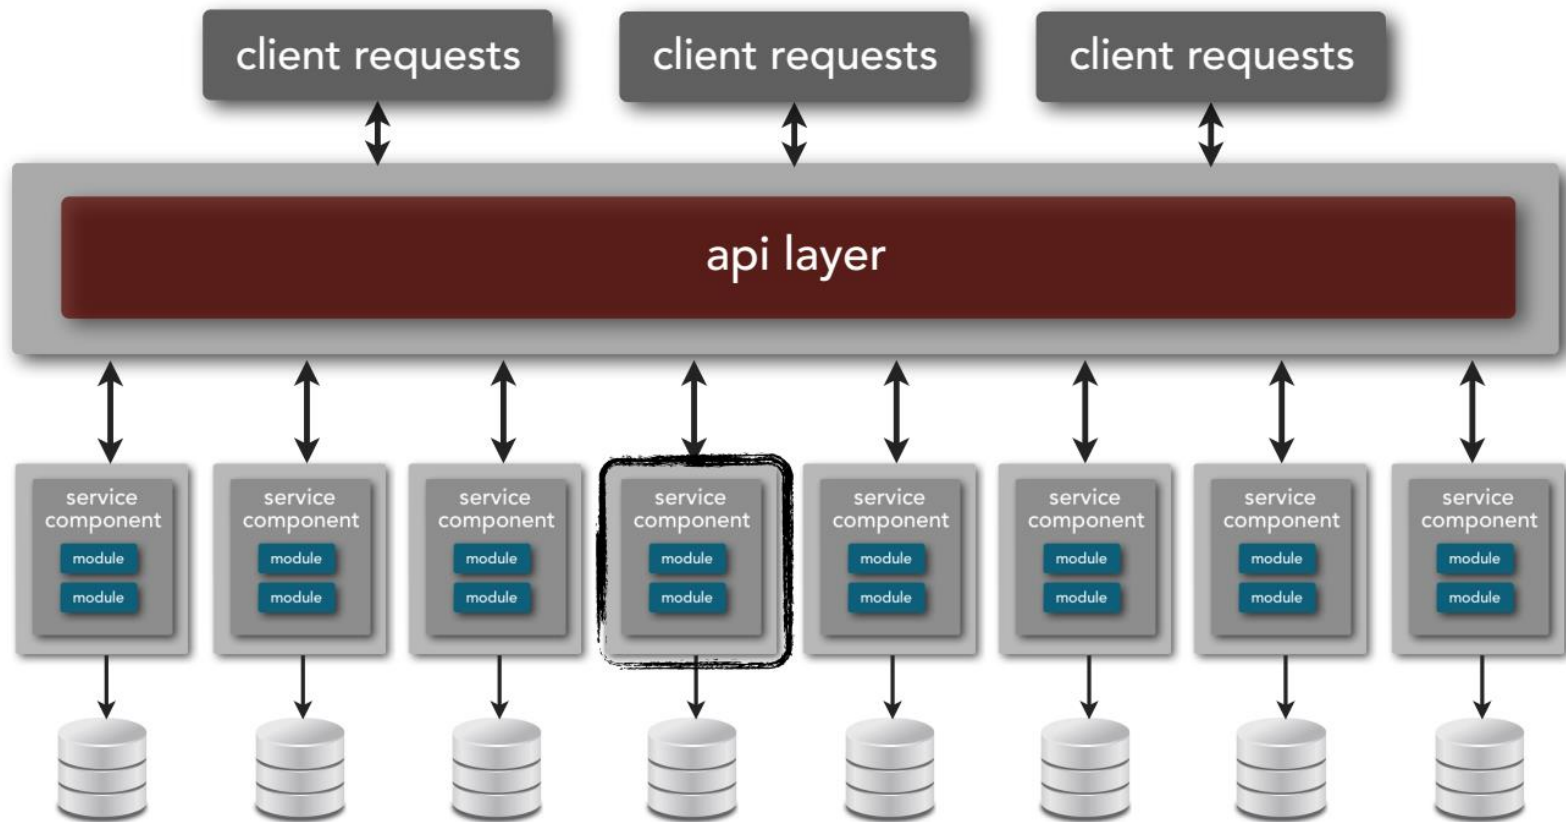 client requests
client requests
client requests
api layer
service
component
module
module
service
component
module
module
service
component
module
module
service
component
module
module
service
component
module
module
service
component
module
module
service
component
module
module
service
component
module
module